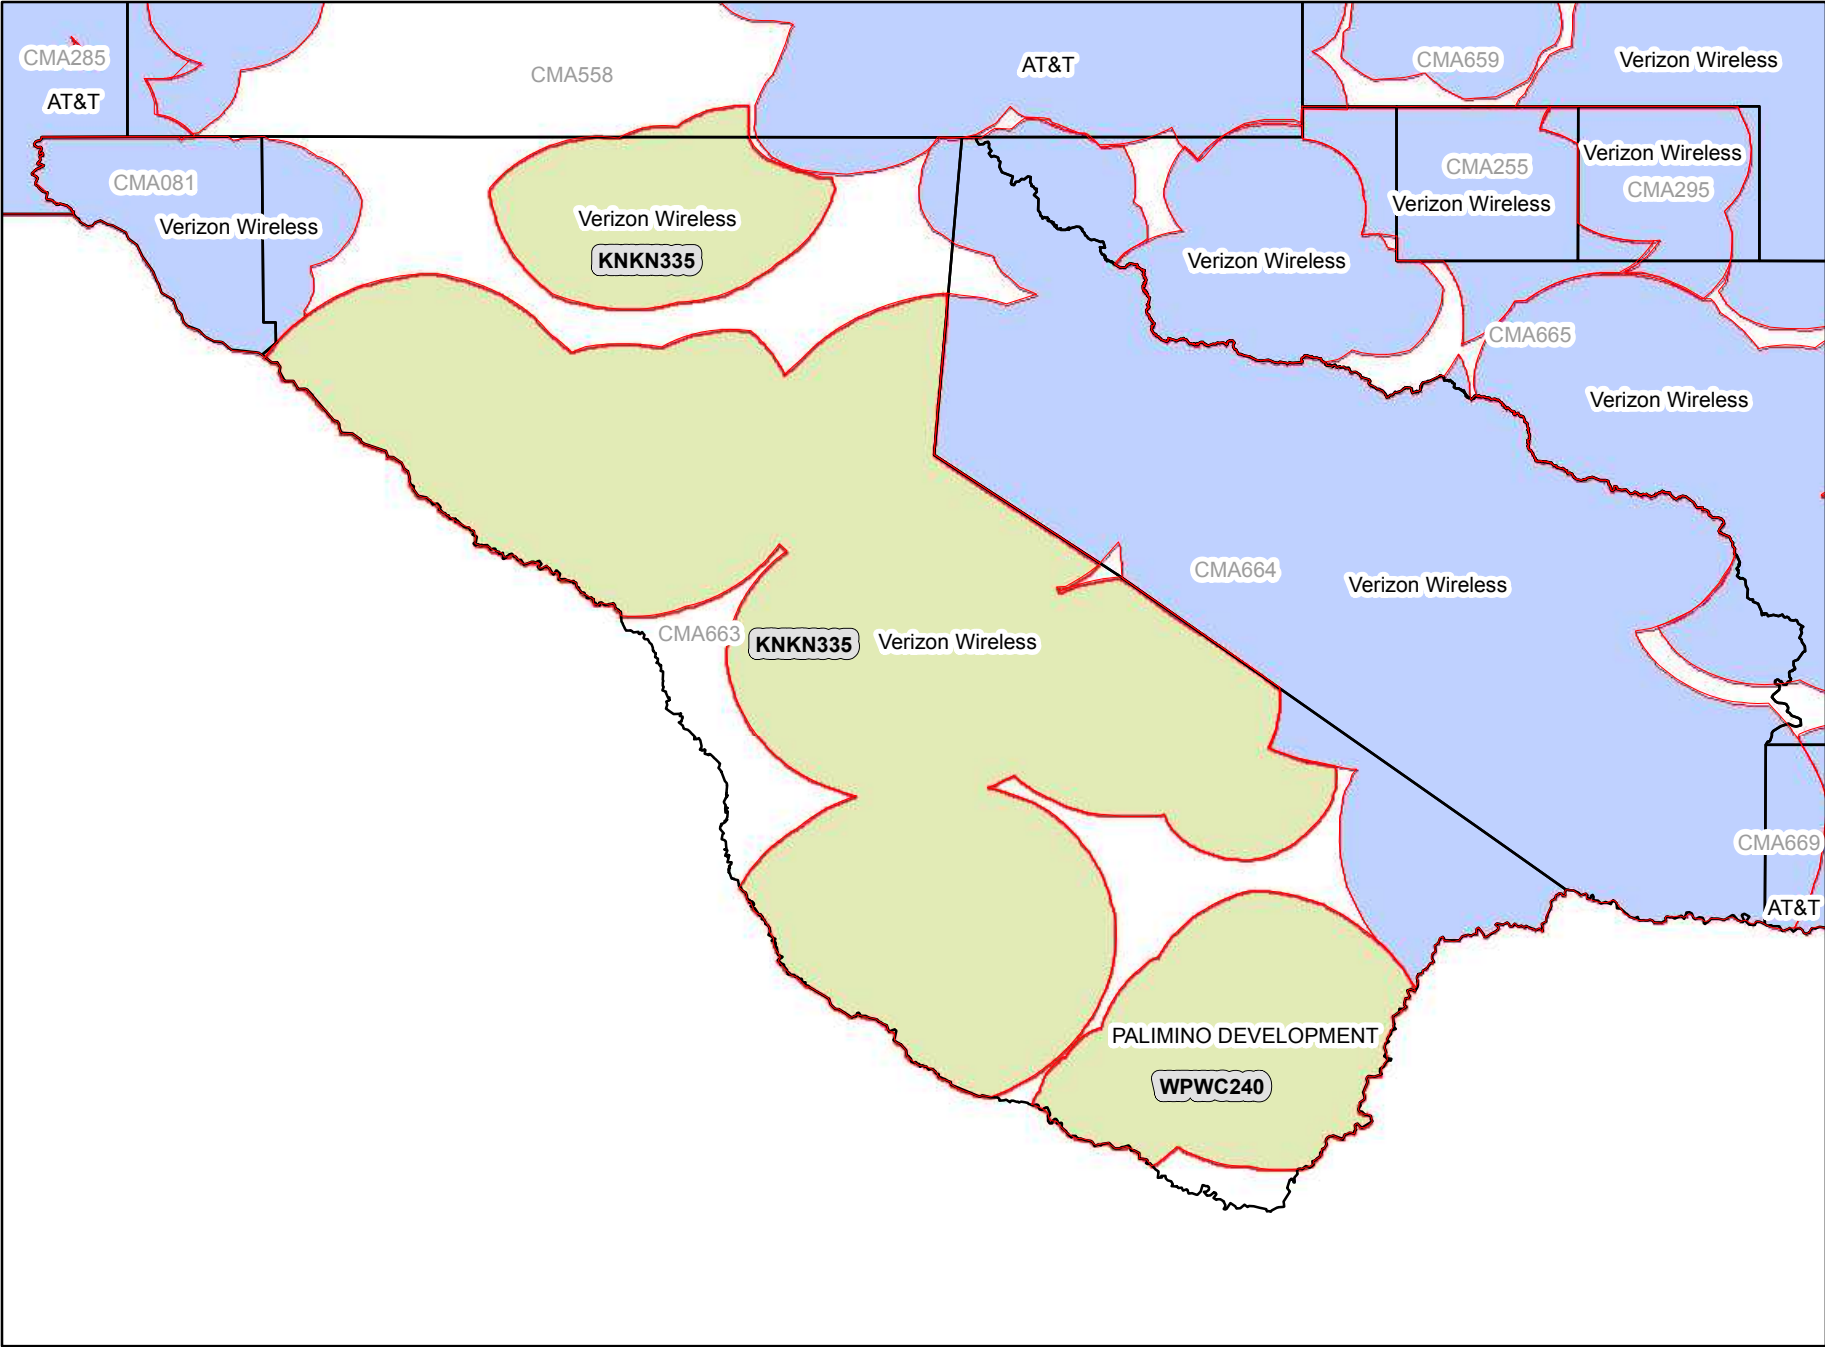 CMA285
AT&T
CMA558
AT&T
CMA659
Verizon Wireless
CMA081
Verizon Wireless
Verizon Wireless
KNKN335
Verizon Wireless
CMA255
Verizon Wireless
Verizon Wireless
CMA295
CMA665
Verizon Wireless
CMA664
Verizon Wireless
CMA663
KNKN335
Verizon Wireless
CMA669
AT&T
PALIMINO DEVELOPMENT
WPWC240